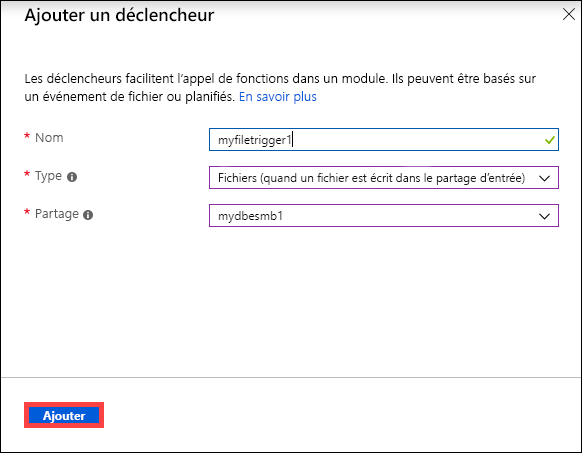 Ajouter un déclencheur
Les déclencheurs facilitent l'appel de fonctions dans un module. Ils peuvent être basés sur
un événement de fichier ou planifiés. En savoir plus
* Nom
myfiletrigger1
* Type
Fichiers (quand un fichier est écrit dans le partage d'entrée)
* Partage
mydbesmb1
Ajouter